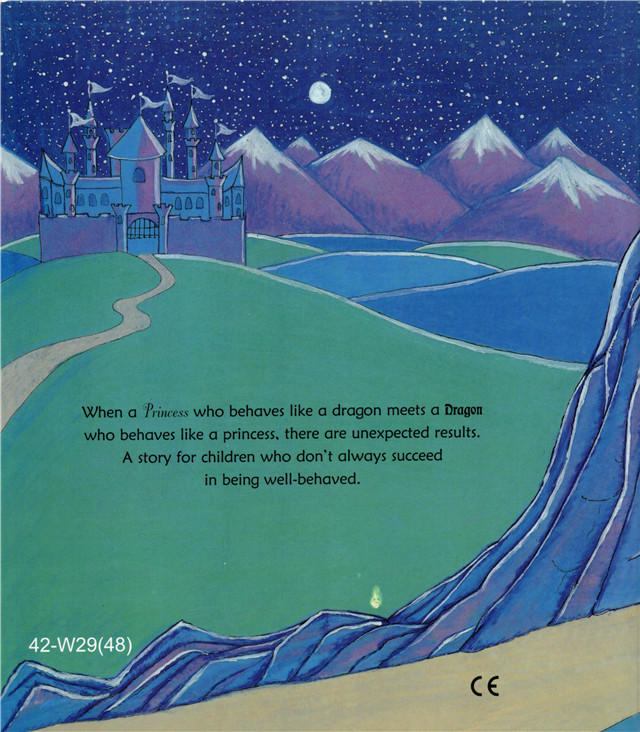 When a Princess who behaves like a dragon meets a Dragon
who behaves like a princess, there are unexpected results.
A story for children who don't always succeed
in being well-behaved.
42-W29(48)
CE